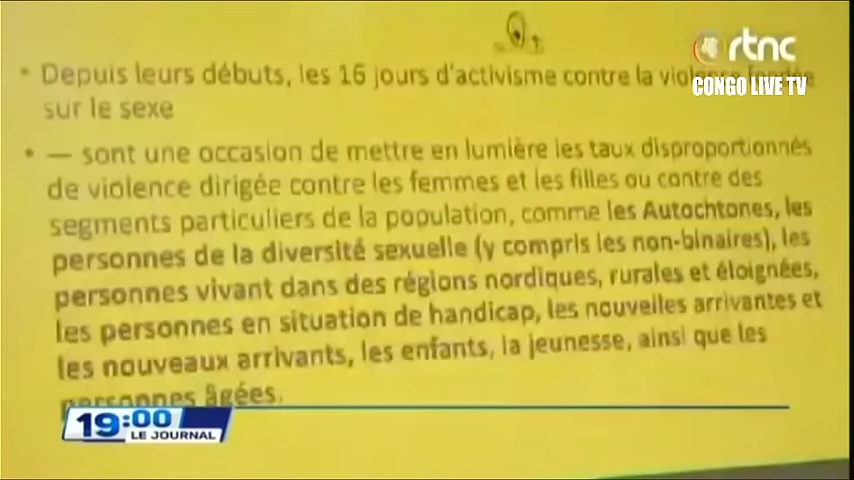 rtnc
CONGO LIVE TV
• Depuis leurs débuts, les 16 jours d'activisme contre la violence
sur le sexe
• — sont une occasion de mettre en lumière les taux disproportionnés
de violence dirigée contre les femmes et les filles ou contre des
segments particuliers de la population, comme les Autochtones, les
personnes de la diversité sexuelle (y compris les non-binaires), les
personnes vivant dans des régions nordiques, rurales et éloignées,
les personnes en situation de handicap, les nouvelles arrivantes et
les nouveaux arrivants, les enfants, la jeunesse, ainsi que les
personnes âgées.
19:00
LE JOURNAL